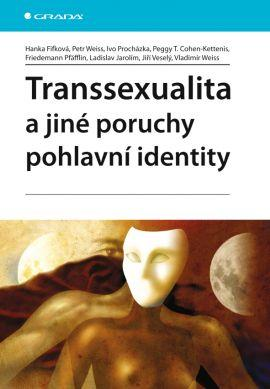 GRADA
Hanka Fifková, Petr Weiss, Ivo Procházka, Peggy T. Cohen-Kettenis,
Friedemann Pfäfflin, Ladislav Jarolím, Jiří Veselý, Vladimír Weiss
Transsexualita
a jiné poruchy
pohlavní identity